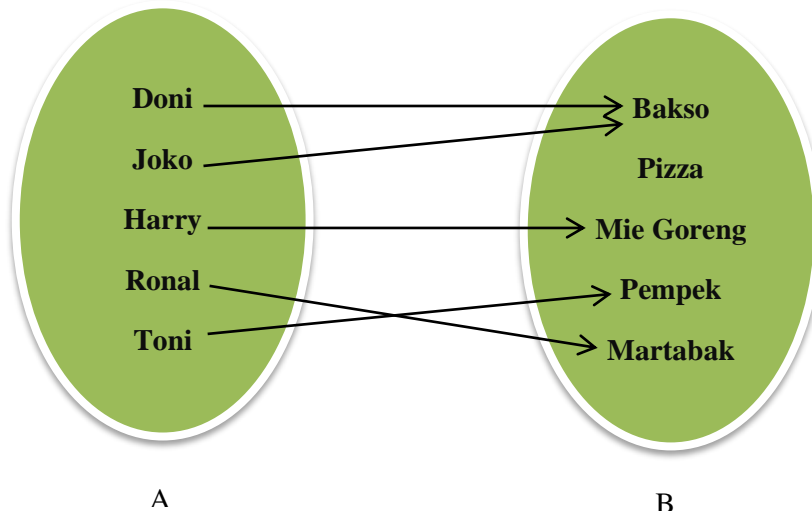 Doni
Joko
Harry
Ronal
Toni
Bakso
Pizza
Mie Goreng
Pempek
Martabak
A
B